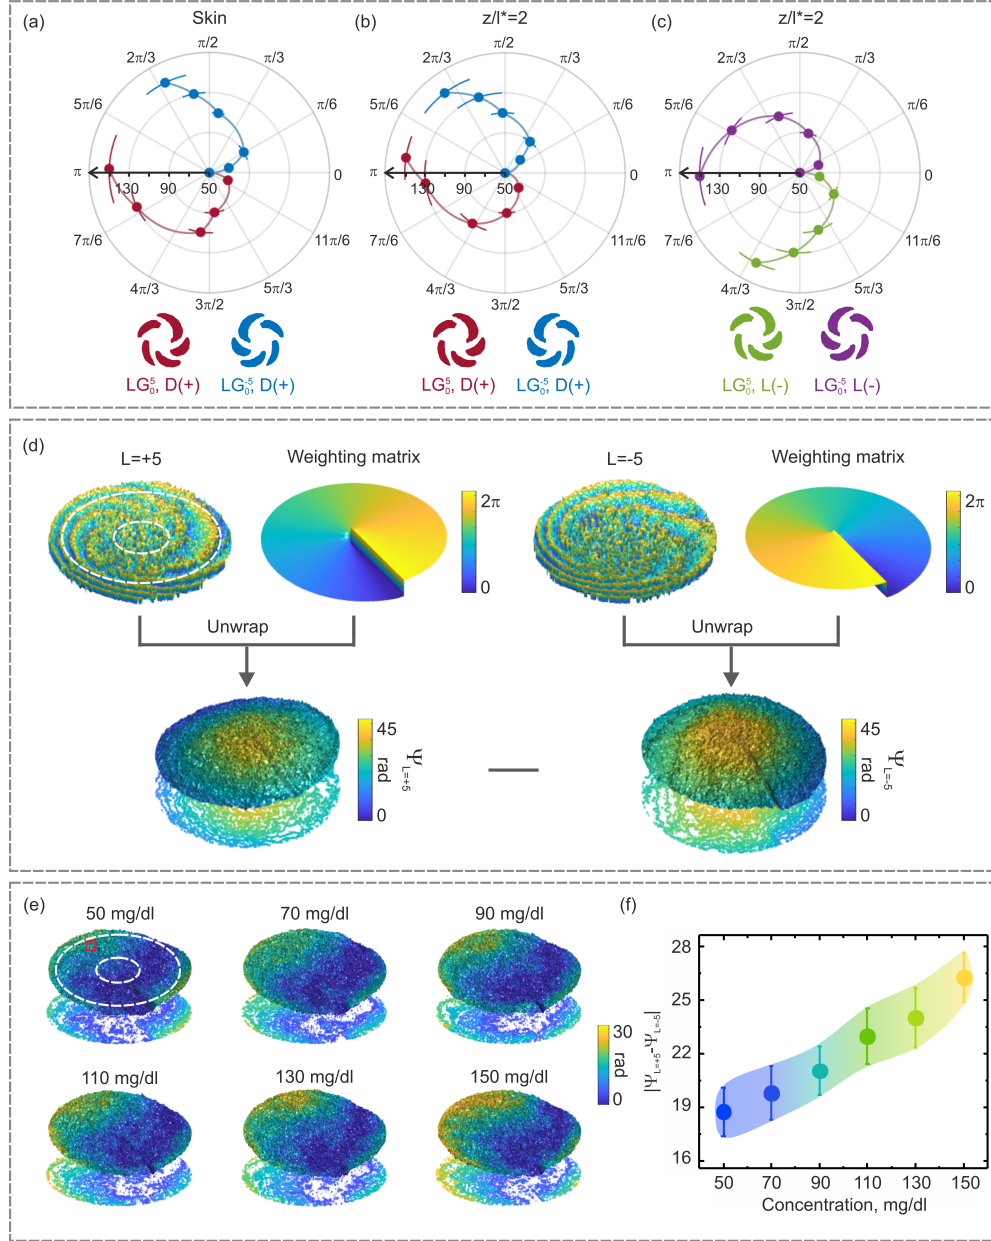 (a)
Skin
π/2
2π/3
π/3
5π/6
π/6
π
130
90
50
0
7π/6
11π/6
4π/3
5π/3
3π/2
LG₀⁵, D(+)
LG₀⁻⁵, D(+)
(b)
z/l*=2
π/2
2π/3
π/3
5π/6
π/6
π
130
90
50
0
7π/6
11π/6
4π/3
5π/3
3π/2
LG₀⁵, D(+)
LG₀⁻⁵, D(+)
(c)
z/l*=2
π/2
2π/3
π/3
5π/6
π/6
π
130
90
50
0
7π/6
11π/6
4π/3
5π/3
3π/2
LG₀⁵, L(-)
LG₀⁻⁵, L(-)
(d)
L=+5
Weighting matrix
2π
0
Unwrap
45
rad
0
Ψ L=+5
L=-5
Weighting matrix
2π
0
Unwrap
45
rad
0
Ψ L=-5
(e)
50 mg/dl
70 mg/dl
90 mg/dl
110 mg/dl
130 mg/dl
150 mg/dl
30
rad
0
(f)
|Ψ L=+5-Ψ L=-5|
28
25
22
19
16
50 70 90 110 130 150
Concentration, mg/dl